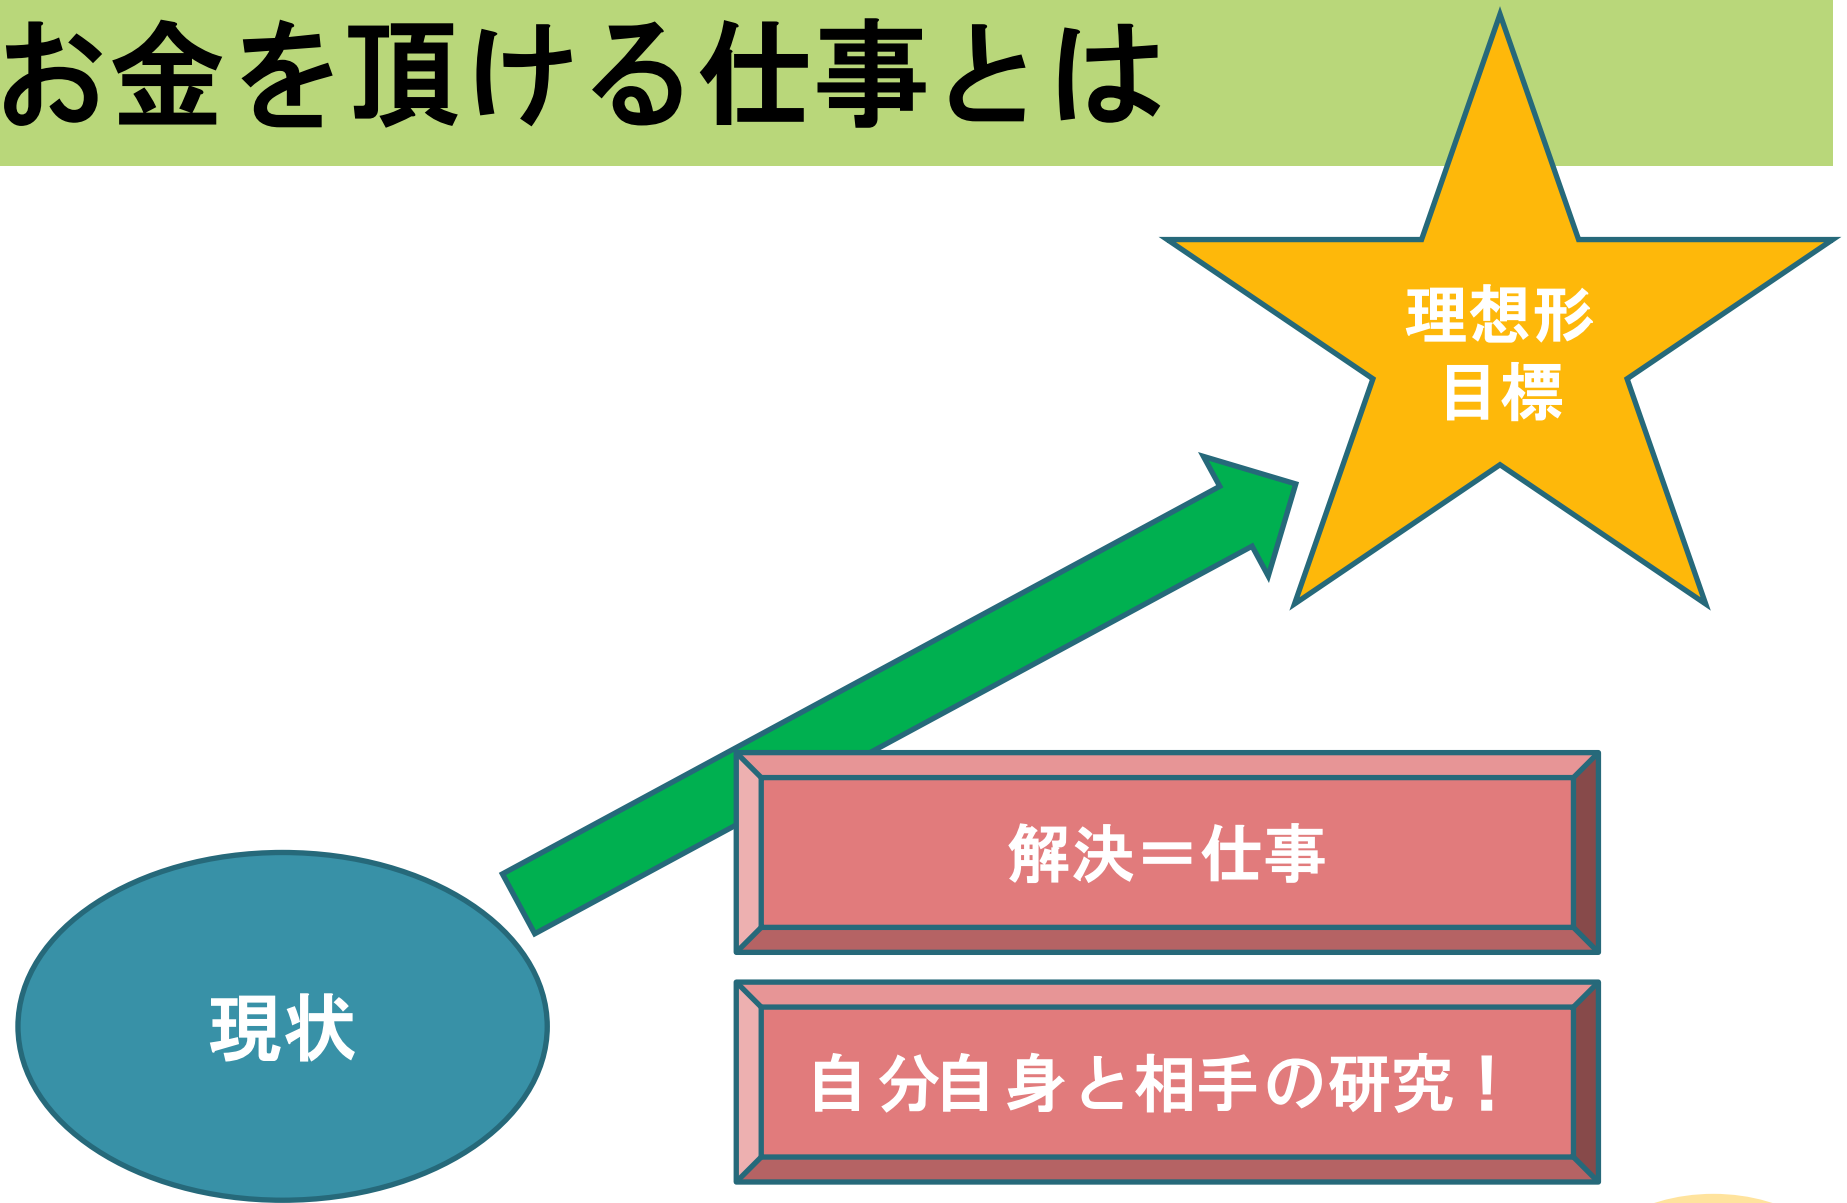 お金を頂ける仕事とは
理想形
目標
解決＝仕事
現状
自分自身と相手の研究！